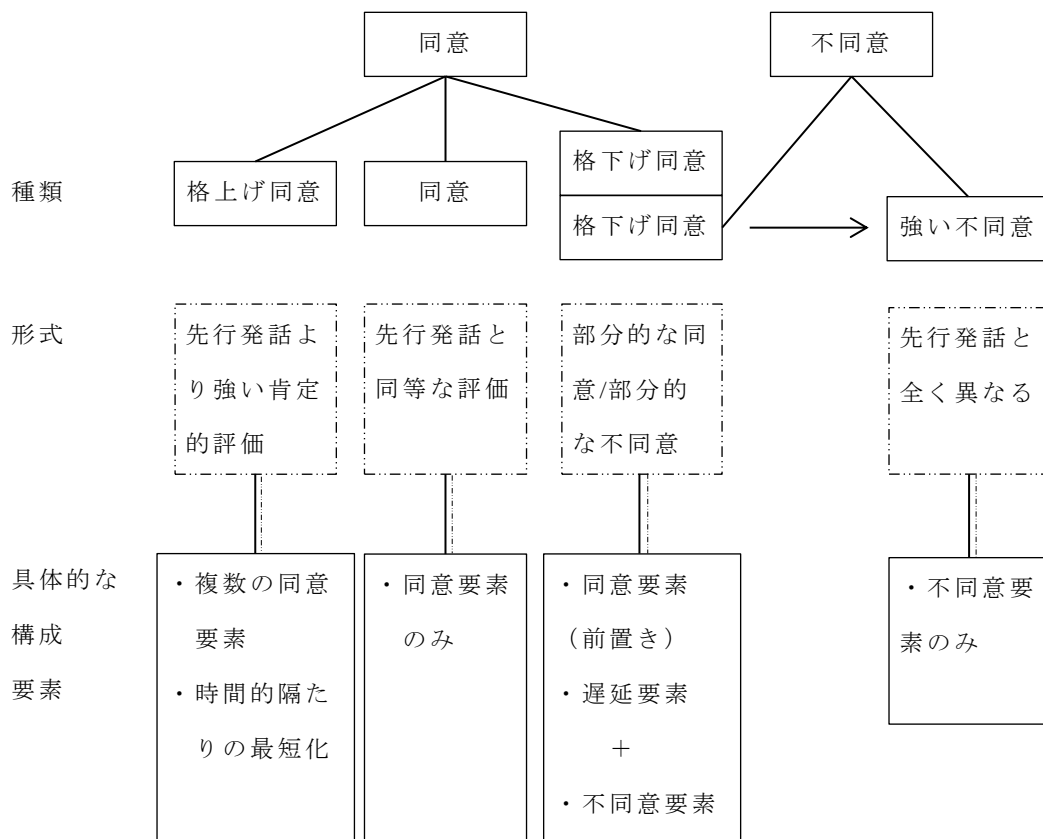 同意
不同意
種類
格上げ同意
同意
格下げ同意
格下げ同意
強い不同意
形式
先行発話よ
り強い肯定
的評価
先行発話と
同等な評価
部分的な同
意/部分的
な不同意
先行発話と
全く異なる
具体的な
構成
要素
・複数の同意
要素
・時間的隔た
りの最短化
・同意要素
のみ
・同意要素
（前置き）
・遅延要素
+
・不同意要素
・不同意要
素のみ